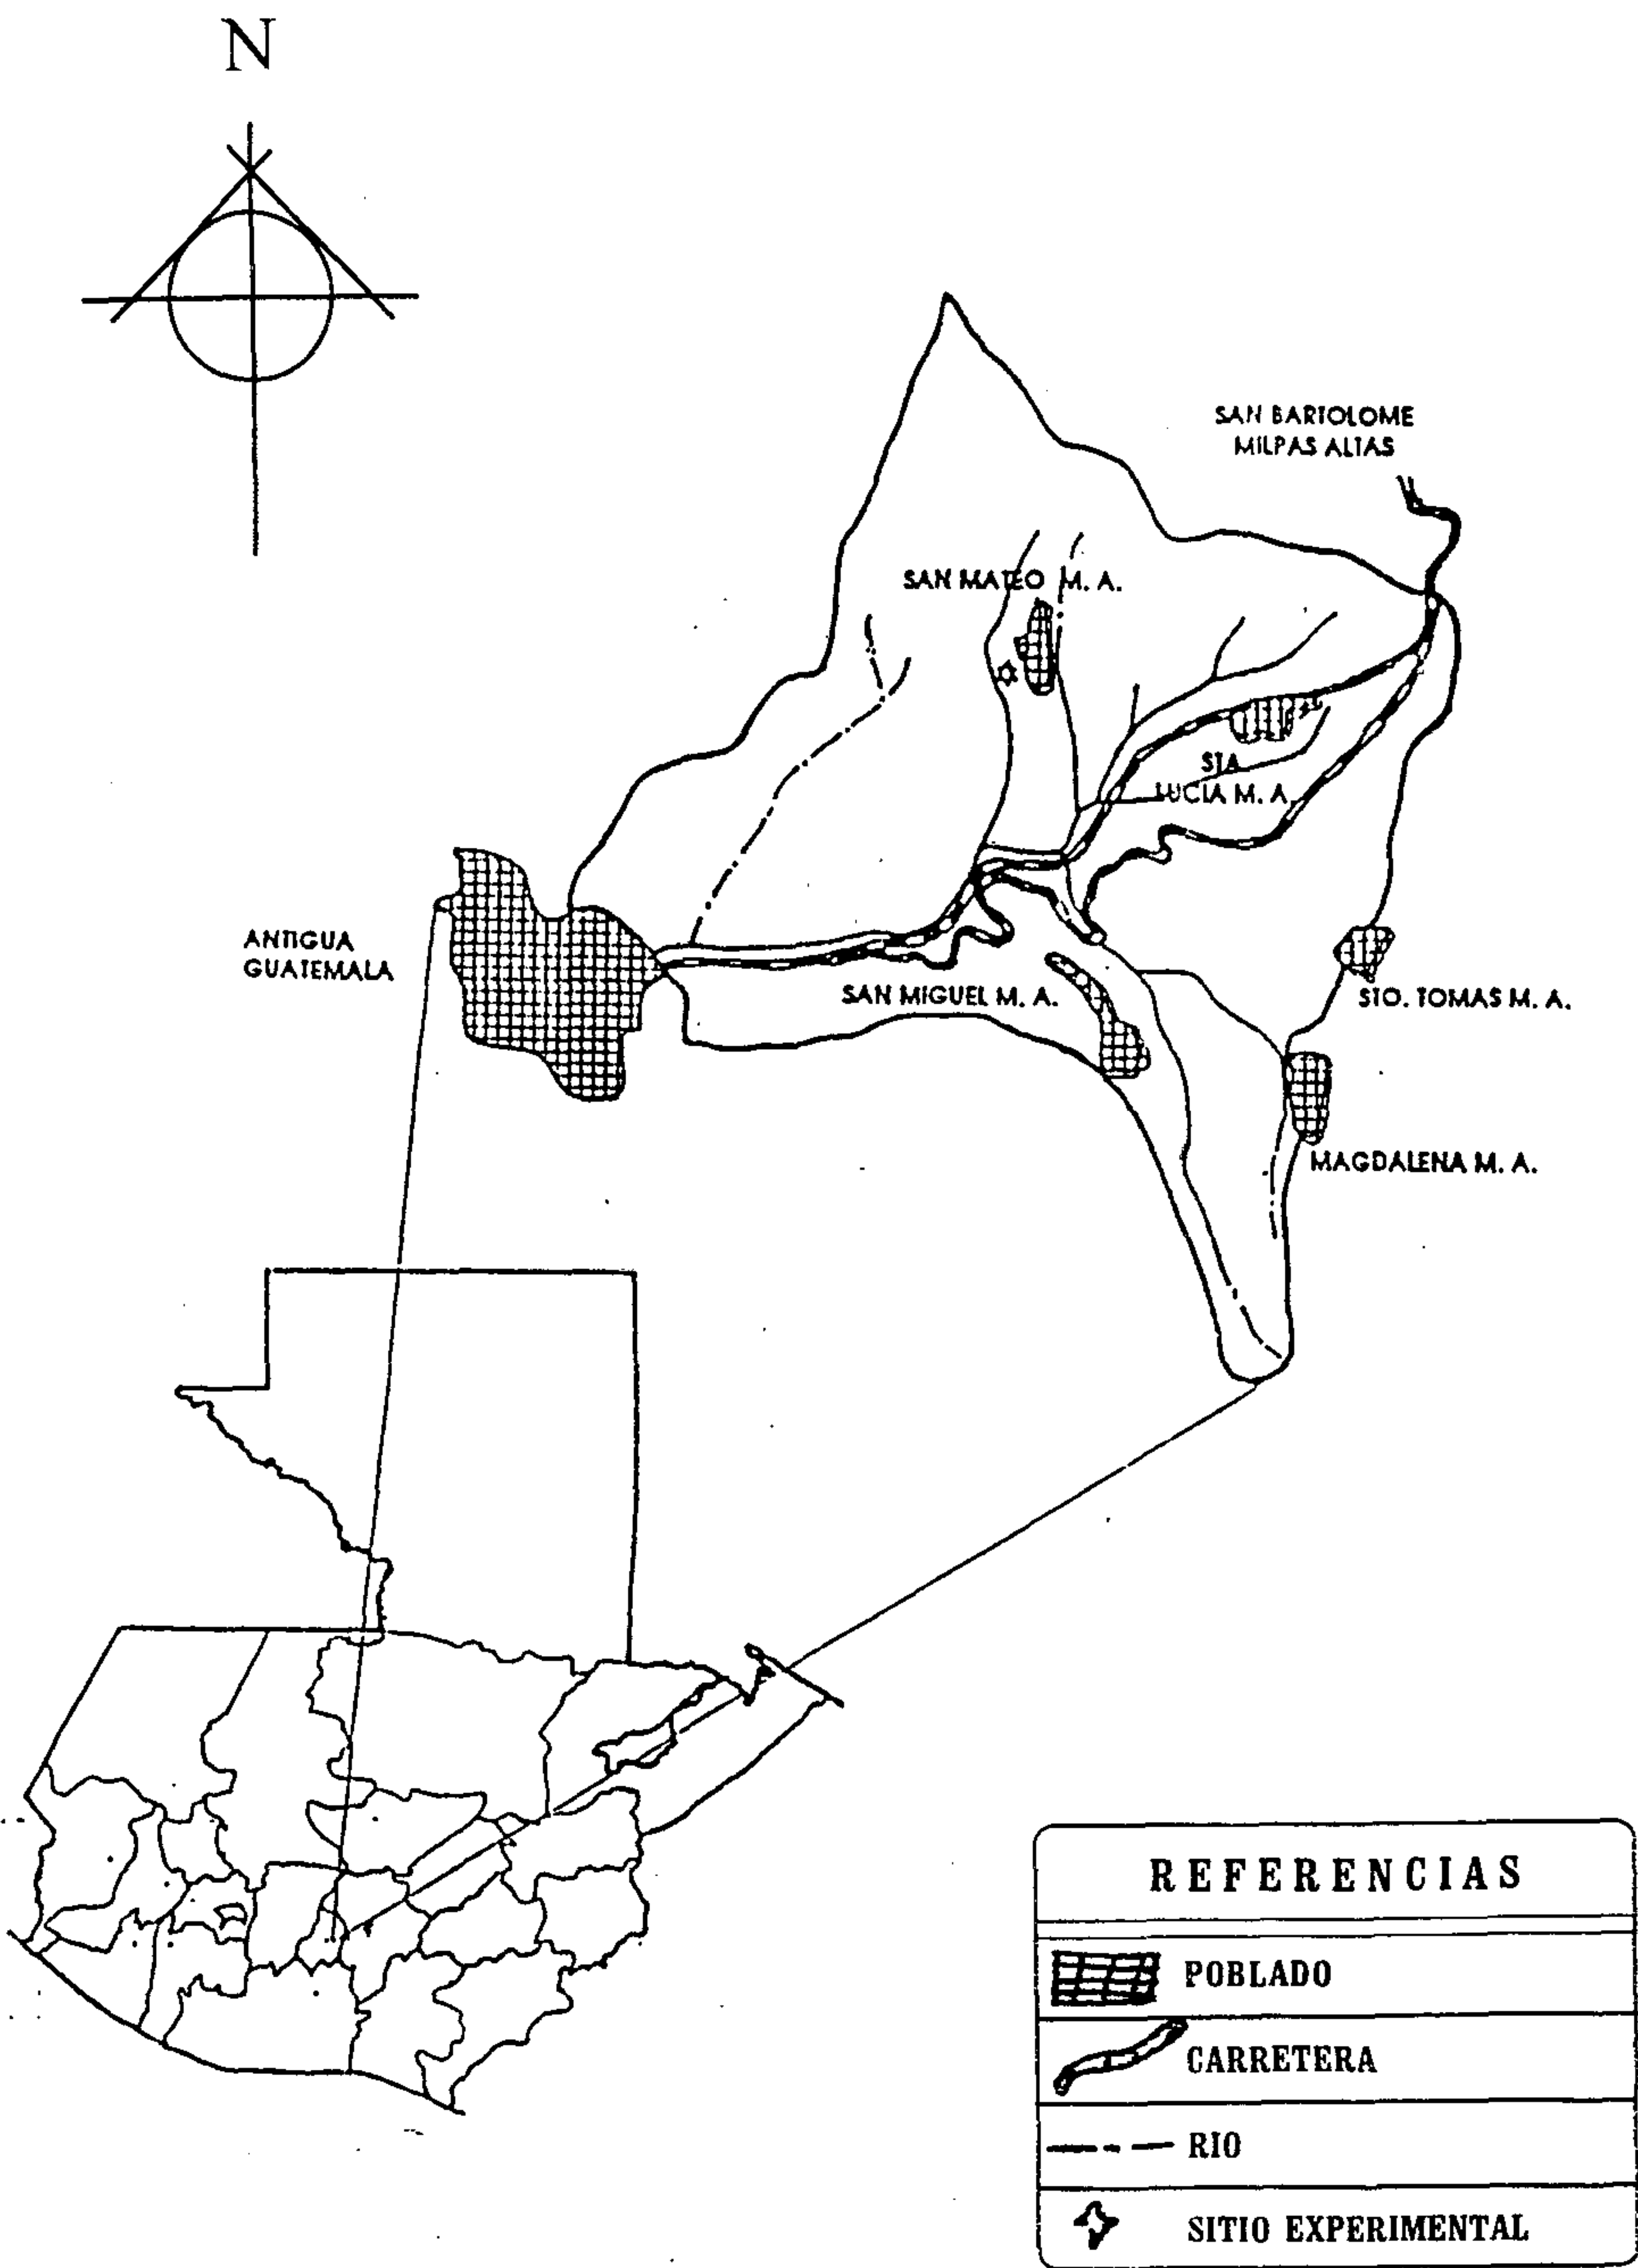 N
SAN BARTOLOME
MILPAS ALTAS
SAN MATEO M. A.
STA
LUCIA M. A.
ANTIGUA
GUATEMALA
SAN MIGUEL M. A.
STO. TOMAS M. A.
MAGDALENA M. A.
REFERENCIAS
POBLADO
CARRETERA
RIO
SITIO EXPERIMENTAL